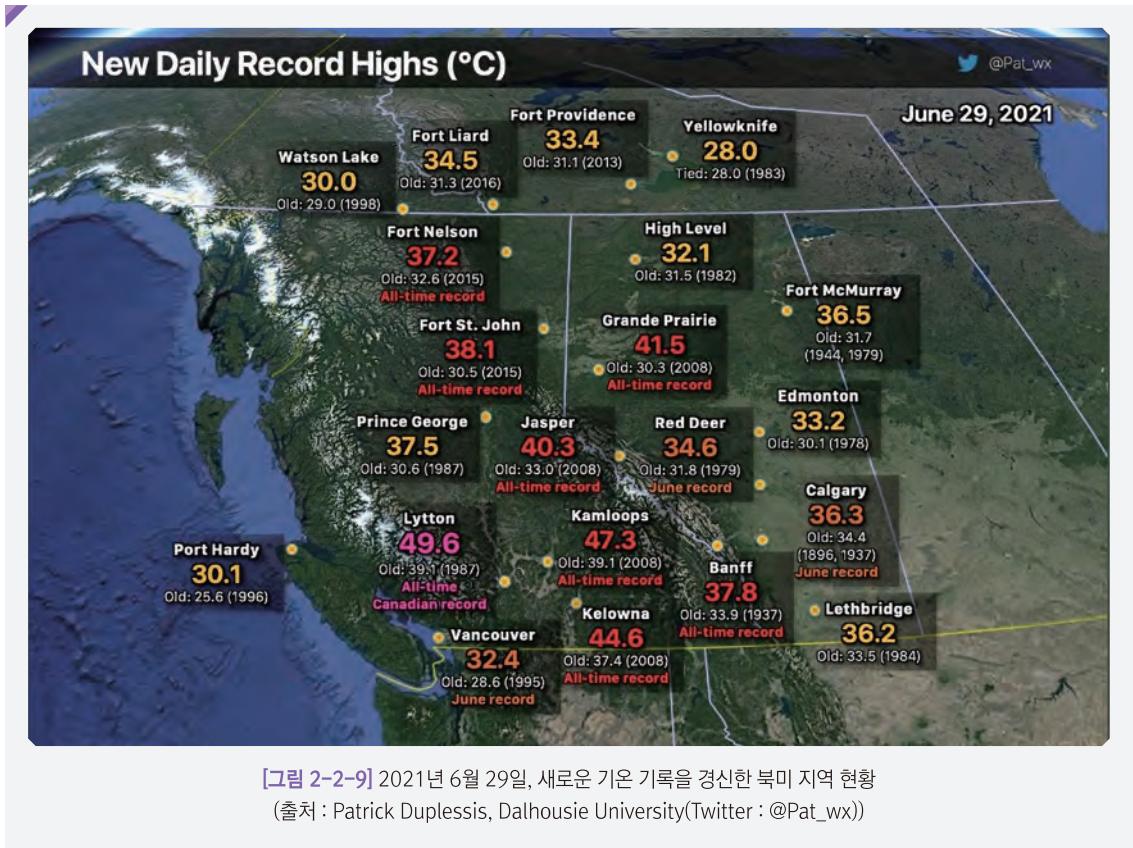 New Daily Record Highs (°C)
@Pat_wx
June 29, 2021
Fort Providence
33.4
Old: 31.1 (2013)
Yellowknife
28.0
Tied: 28.0 (1983)
Fort Liard
34.5
Old: 31.3 (2016)
Watson Lake
30.0
Old: 29.0 (1998)
Fort Nelson
37.2
Old: 32.6 (2015)
All-time record
High Level
32.1
Old: 31.5 (1982)
Fort McMurray
36.5
Old: 31.7
(1944, 1979)
Fort St. John
38.1
Old: 30.5 (2015)
All-time record
Grande Prairie
41.5
Old: 30.3 (2008)
All-time record
Edmonton
33.2
Old: 30.1 (1978)
Prince George
37.5
Old: 30.6 (1987)
Jasper
40.3
Old: 33.0 (2008)
All-time record
Red Deer
34.6
Old: 31.8 (1979)
June record
Calgary
36.3
Old: 34.4
(1896, 1937)
June record
Lytton
49.6
Old: 39.1 (1987)
All-time
Canadian record
Kamloops
47.3
Old: 39.1 (2008)
All-time record
Port Hardy
30.1
Old: 25.6 (1996)
Banff
37.8
Old: 33.9 (1937)
All-time record
Kelowna
44.6
Old: 37.4 (2008)
All-time record
Lethbridge
36.2
Old: 33.5 (1984)
Vancouver
32.4
Old: 28.6 (1995)
June record
[그림 2-2-9] 2021년 6월 29일, 새로운 기온 기록을 경신한 북미 지역 현황
(출처 : Patrick Duplessis, Dalhousie University(Twitter : @Pat_wx))